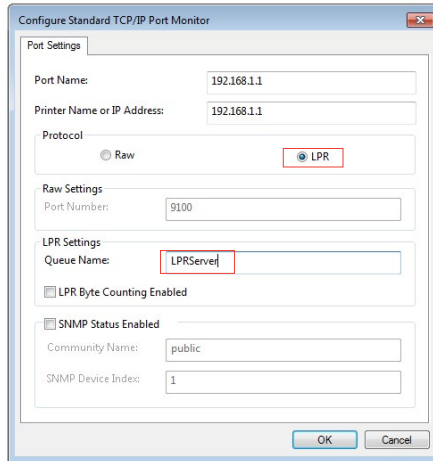 Configure Standard TCP/IP Port Monitor
Port Settings
Port Name: 192.168.1.1
Printer Name or IP Address: 192.168.1.1
Protocol
Raw LPR
Raw Settings
Port Number: 9100
LPR Settings
Queue Name: LPRServer
LPR Byte Counting Enabled
SNMP Status Enabled
Community Name: public
SNMP Device Index: 1
OK Cancel